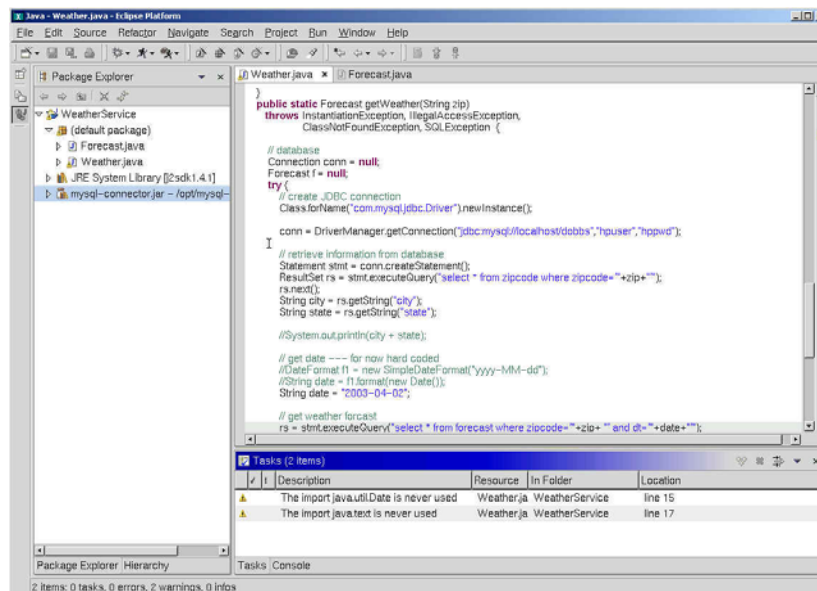 Java - Weather.java - Eclipse Platform
File Edit Source Refactor Navigate Search Project Run Window Help
Package Explorer
WeatherService
(default package)
Forecast.java
Weather.java
JRE System Library [j2sdk1.4.1]
mysql-connector.jar - /opt/mysql-
Package Explorer Hierarchy
Weather.java Forecast.java
}
public static Forecast getWeather(String zip)
throws InstantiationException, IllegalAccessException,
ClassNotFoundException, SQLException {
// database
Connection conn = null;
Forecast f = null;
try {
// create JDBC connection
Class.forName("com.mysql.jdbc.Driver").newInstance();
conn = DriverManager.getConnection("jdbc:mysql://localhost/dobbs","hpuser","hppwd");
// retrieve information from database
Statement stmt = conn.createStatement();
ResultSet rs = stmt.executeQuery("select * from zipcode where zipcode='"+zip+"'");
rs.next();
String city = rs.getString("city");
String state = rs.getString("state");
//System.out.println(city + state);
// get date --- for now hard coded
//DateFormat f1 = new SimpleDateFormat("yyyy-MM-dd");
//String date = f1.format(new Date());
String date = "2003-04-02";
// get weather forcast
rs = stmt.executeQuery("select * from forecast where zipcode='"+zip+ "' and dt='"+date+"'");
Tasks (2 items)
! Description Resource In Folder Location
The import java.util.Date is never used Weather.ja WeatherService line 15
The import java.text is never used Weather.ja WeatherService line 17
Tasks Console
2 items: 0 tasks, 0 errors, 2 warnings, 0 infos